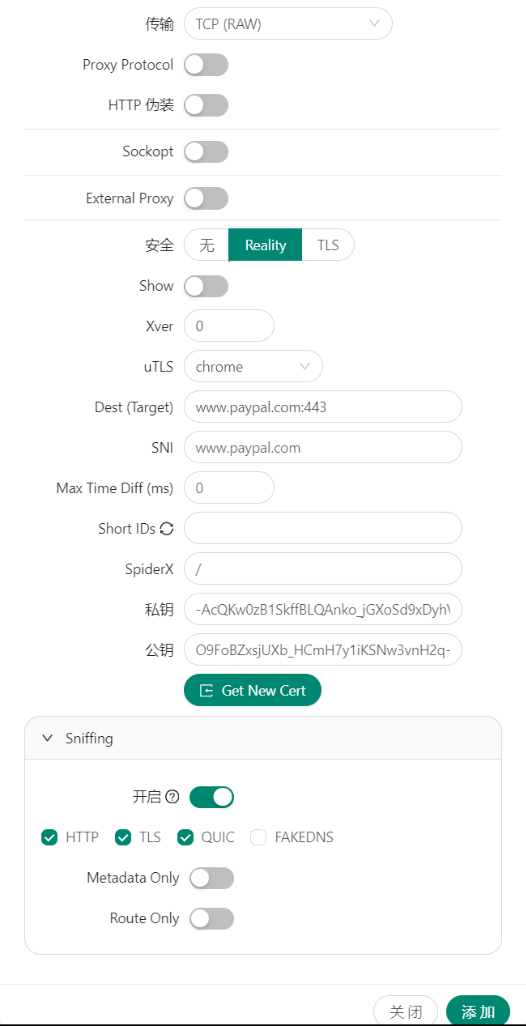 传输 TCP (RAW)
Proxy Protocol
HTTP 伪装
Sockopt
External Proxy
安全 无 Reality TLS
Show
Xver 0
uTLS chrome
Dest (Target) www.paypal.com:443
SNI www.paypal.com
Max Time Diff (ms) 0
Short IDs
SpiderX /
私钥 -AcQKw0zB1SkffBLQAnko_jGXoSd9xDyh
公钥 O9FoBZxsjUXb_HCmH7y1iKSNw3vnH2q-
Get New Cert
Sniffing
开启
HTTP TLS QUIC FAKEDNS
Metadata Only
Route Only
关 闭 添 加